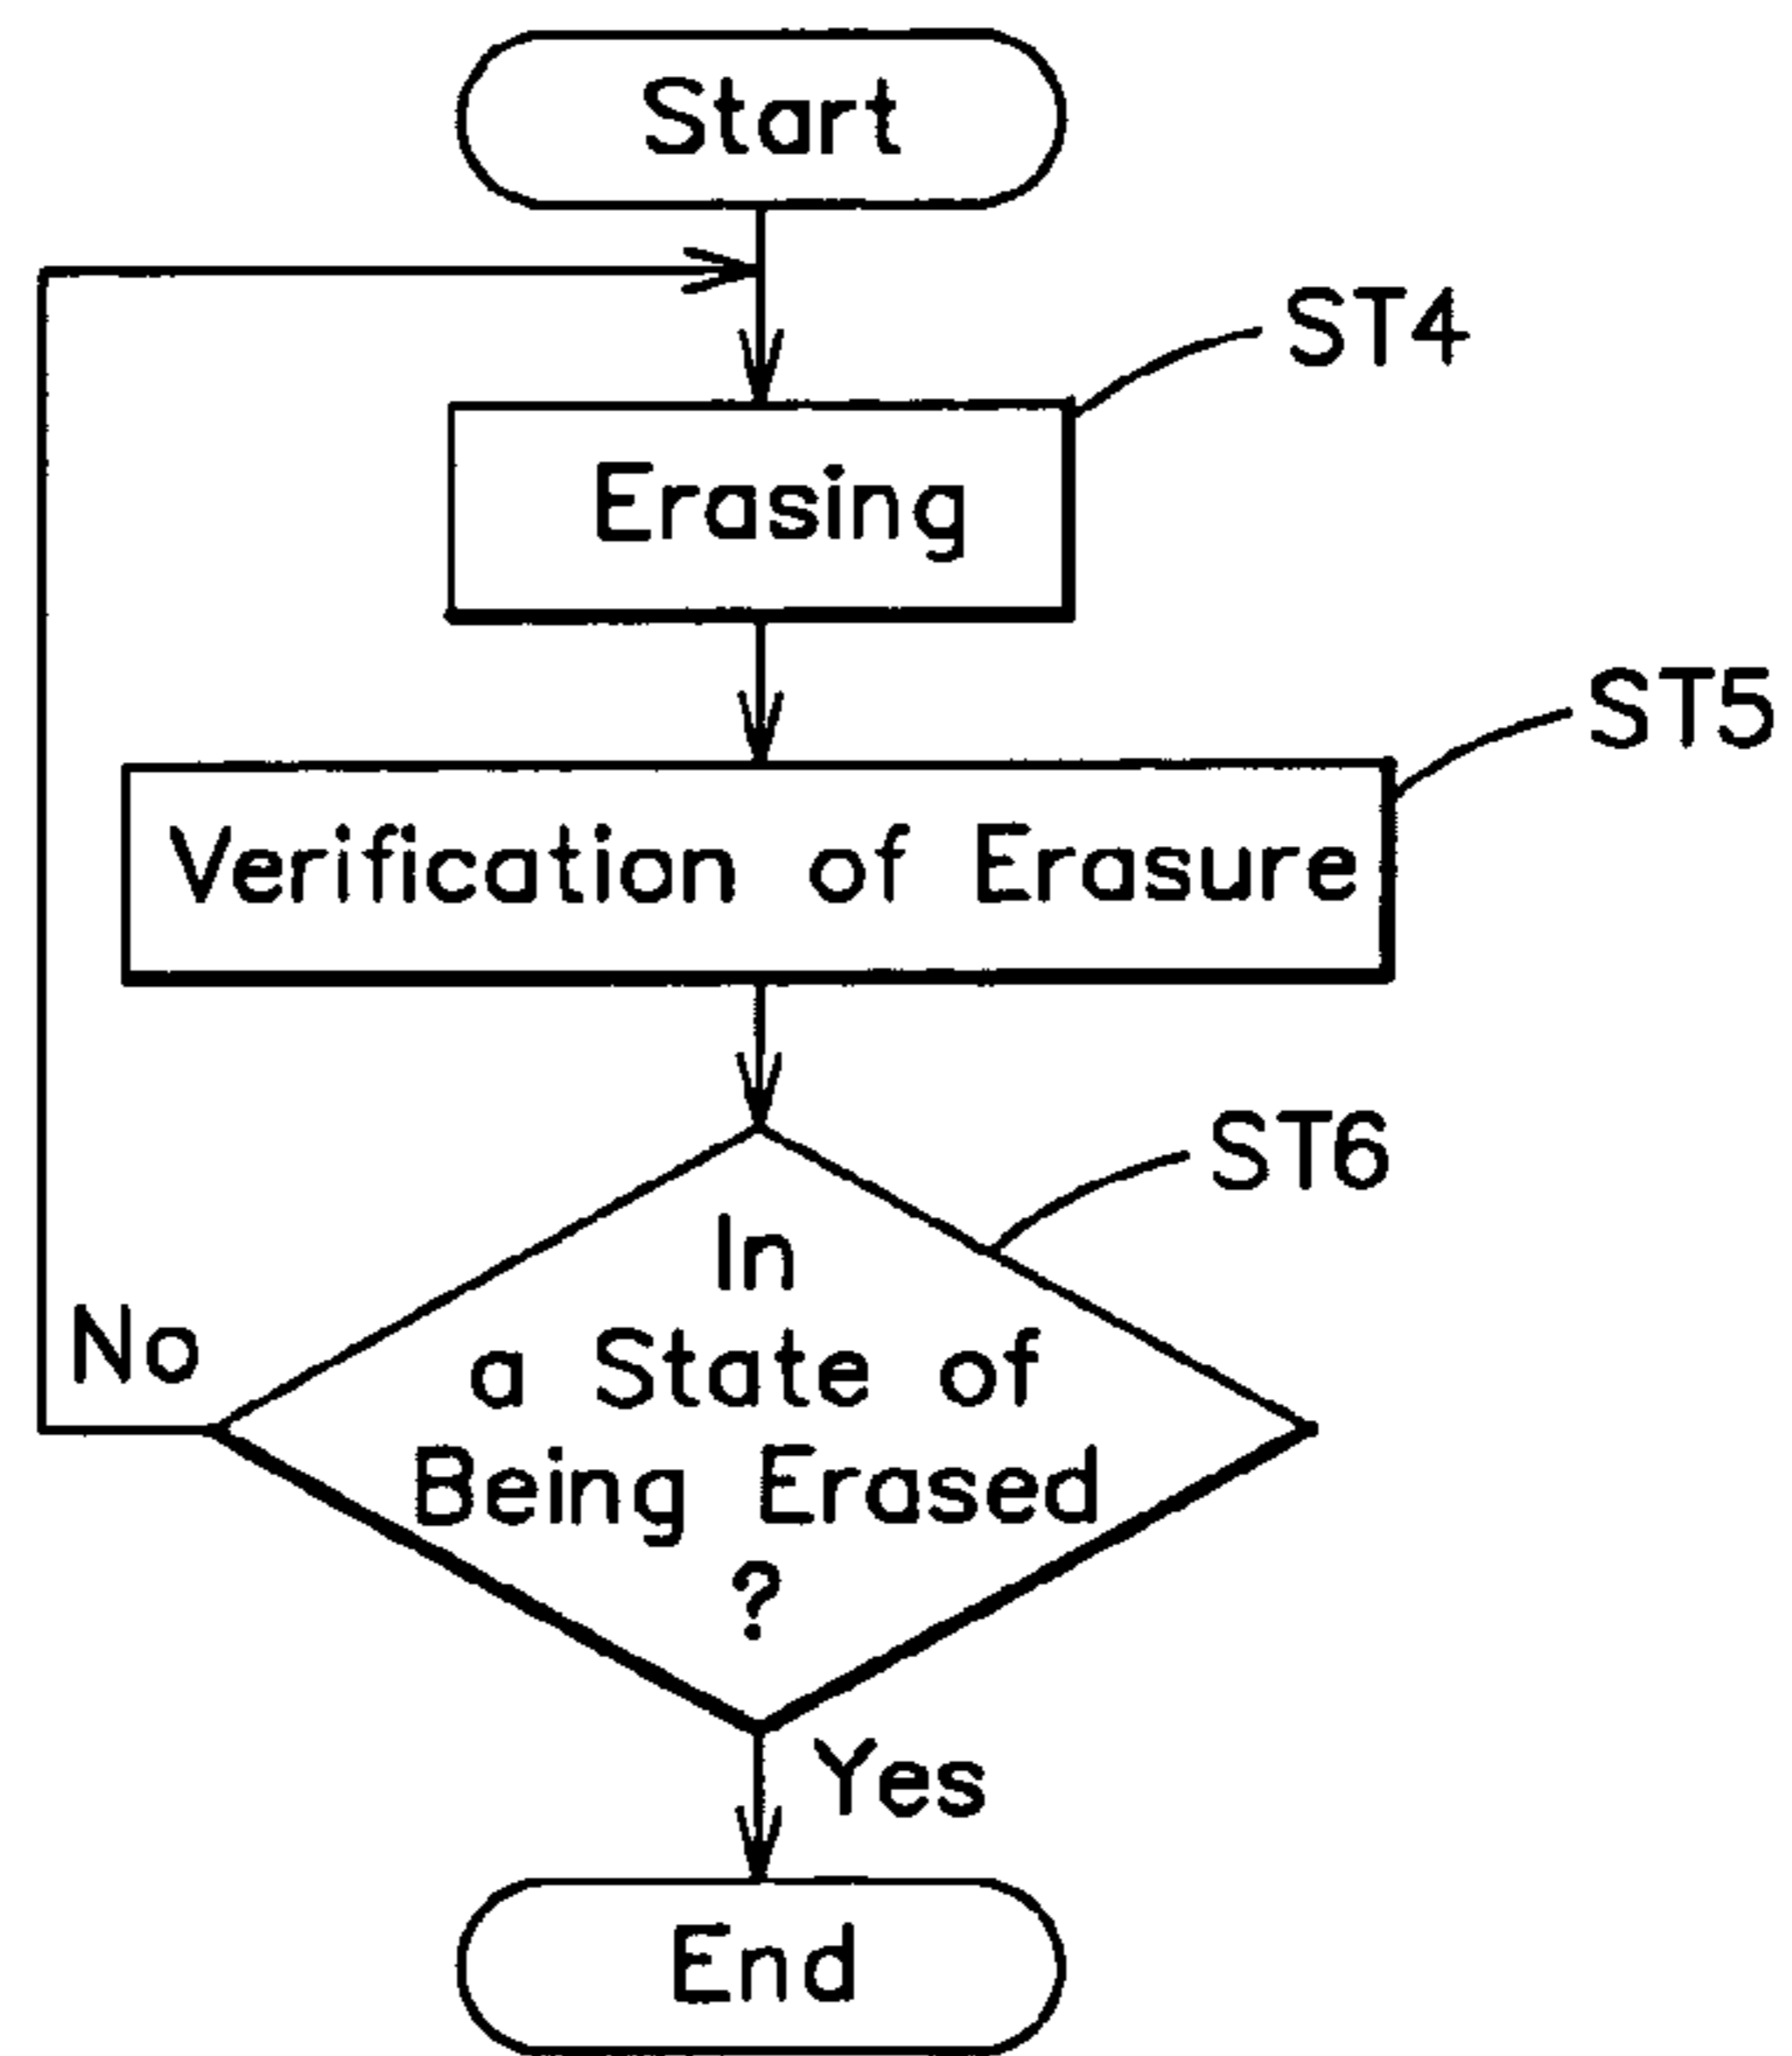 Start
ST4
Erasing
ST5
Verification of Erasure
ST6
In
a State of
Being Erased
?
No
Yes
End